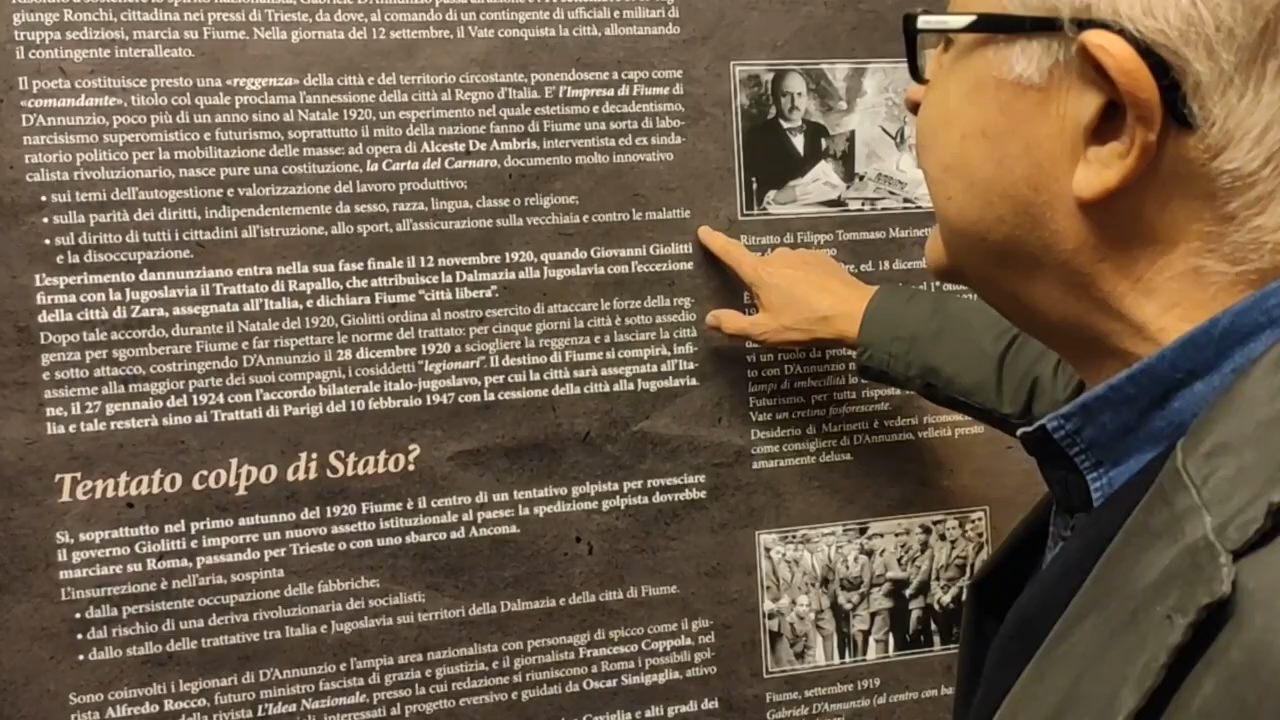 giunge Ronchi, cittadina nei pressi di Trieste, da dove, al comando di un contingente di ufficiali e militari di
truppa sediziosi, marcia su Fiume. Nella giornata del 12 settembre, il Vate conquista la città, allontanando
il contingente interalleato.
Il poeta costituisce presto una «reggenza» della città e del territorio circostante, ponendosene a capo come
«comandante», titolo col quale proclama l'annessione della città al Regno d'Italia. E' l'Impresa di Fiume di
D'Annunzio, poco più di un anno sino al Natale 1920, un esperimento nel quale estetismo e decadentismo,
narcisismo superomistico e futurismo, soprattutto il mito della nazione fanno di Fiume una sorta di labo-
ratorio politico per la mobilitazione delle masse: ad opera di Alceste De Ambris, interventista ed ex sinda-
calista rivoluzionario, nasce pure una costituzione, la Carta del Carnaro, documento molto innovativo
• sui temi dell'autogestione e valorizzazione del lavoro produttivo;
• sulla parità dei diritti, indipendentemente da sesso, razza, lingua, classe o religione;
• sul diritto di tutti i cittadini all'istruzione, allo sport, all'assicurazione sulla vecchiaia e contro le malattie
e la disoccupazione.
L'esperimento dannunziano entra nella sua fase finale il 12 novembre 1920, quando Giovanni Giolitti
firma con la Jugoslavia il Trattato di Rapallo, che attribuisce la Dalmazia alla Jugoslavia con l'eccezione
della città di Zara, assegnata all'Italia, e dichiara Fiume “città libera”.
Dopo tale accordo, durante il Natale del 1920, Giolitti ordina al nostro esercito di attaccare le forze della reg-
genza per sgomberare Fiume e far rispettare le norme del trattato: per cinque giorni la città è sotto assedio
e sotto attacco, costringendo D'Annunzio il 28 dicembre 1920 a sciogliere la reggenza e a lasciare la città
assieme alla maggior parte dei suoi compagni, i cosiddetti “legionari”. Il destino di Fiume si compirà, infi-
ne, il 27 gennaio del 1924 con l'accordo bilaterale italo-jugoslavo, per cui la città sarà assegnata all'Ita-
lia e tale resterà sino ai Trattati di Parigi del 10 febbraio 1947 con la cessione della città alla Jugoslavia.
Tentato colpo di Stato?
Sì, soprattutto nel primo autunno del 1920 Fiume è il centro di un tentativo golpista per rovesciare
il governo Giolitti e imporre un nuovo assetto istituzionale al paese: la spedizione golpista dovrebbe
marciare su Roma, passando per Trieste o con uno sbarco ad Ancona.
L'insurrezione è nell'aria, sospinta
• dalla persistente occupazione delle fabbriche;
• dal rischio di una deriva rivoluzionaria dei socialisti;
• dallo stallo delle trattative tra Italia e Jugoslavia sui territori della Dalmazia e della città di Fiume.
Sono coinvolti i legionari di D'Annunzio e l'ampia area nazionalista con personaggi di spicco come il giu-
rista Alfredo Rocco, futuro ministro fascista di grazia e giustizia, e il giornalista Francesco Coppola, nel
della rivista L'Idea Nazionale, presso la cui redazione si riuniscono a Roma i possibili gol-
interessati al progetto eversivo e guidati da Oscar Sinigaglia, attivo
Caviglia e alti gradi dei
Ritratto di Filippo Tommaso Marinetti
ed. 18
vi un ruolo da
to con D'Annunzio
lampi di imbecillità lo
Futurismo, per tutta risposta
Vate un cretino fosforescente.
Desiderio di Marinetti è vedersi
come consigliere di D'Annunzio, velleità presto
amaramente delusa.
Fiume, settembre 1919
Gabriele D'Annunzio (al centro con